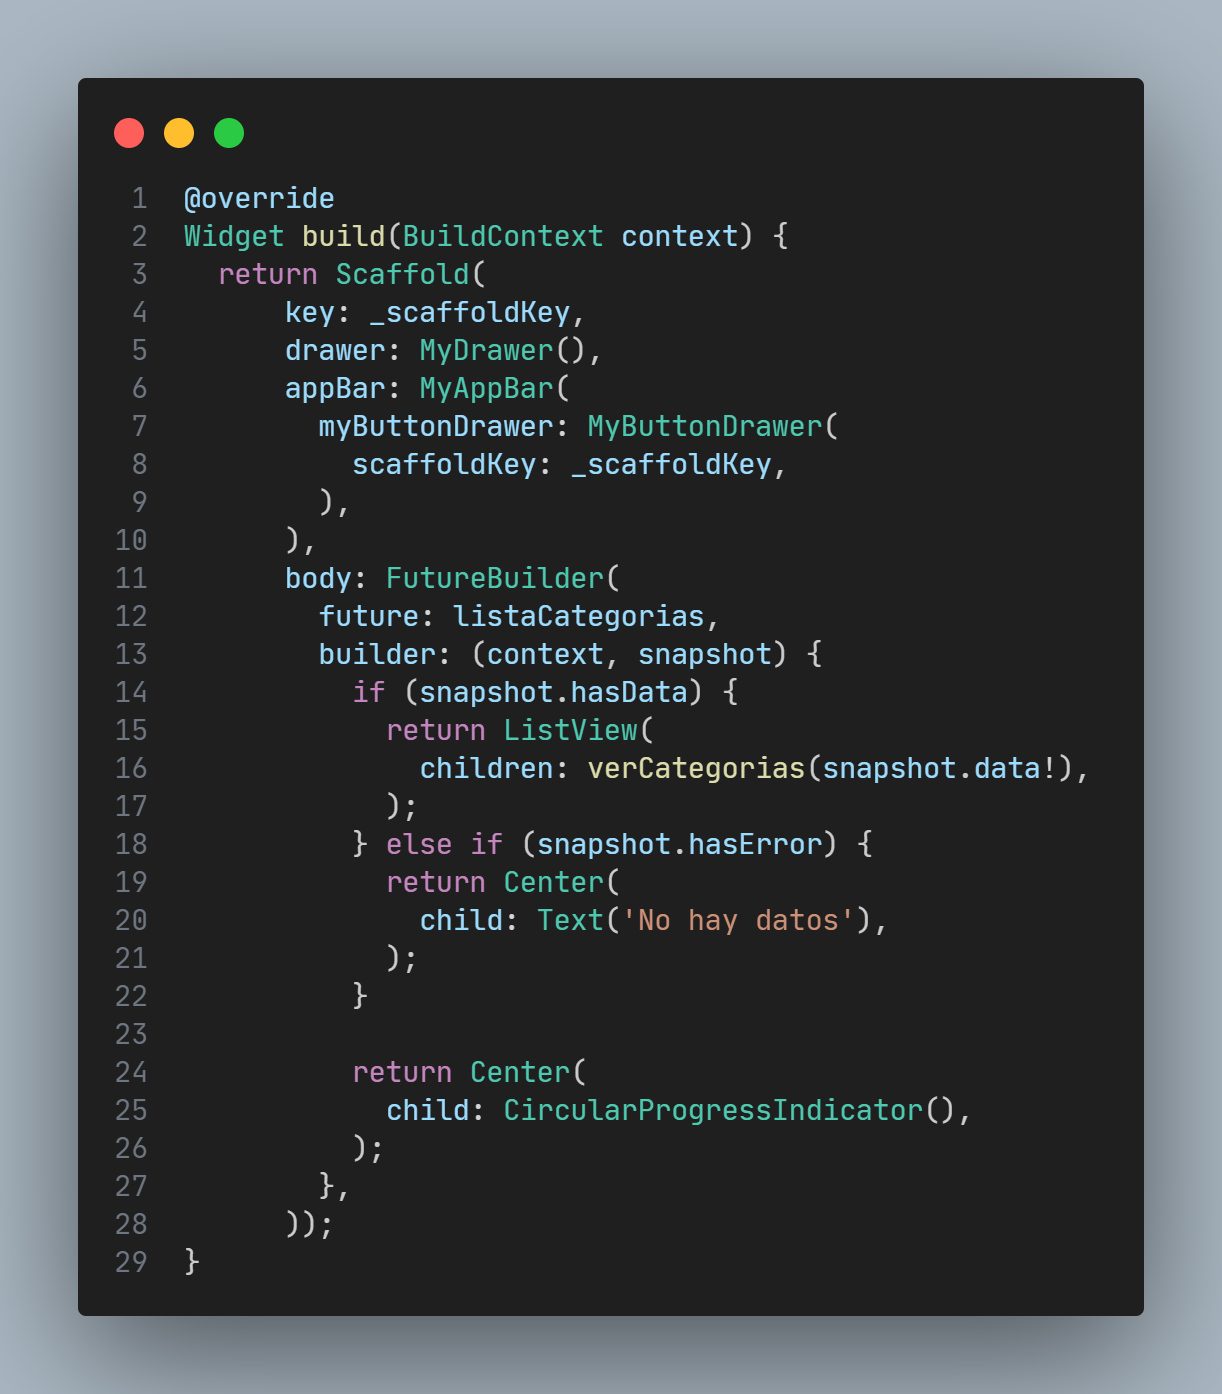 1 @override
2 Widget build(BuildContext context) {
3   return Scaffold(
4       key: _scaffoldKey,
5       drawer: MyDrawer(),
6       appBar: MyAppBar(
7         myButtonDrawer: MyButtonDrawer(
8           scaffoldKey: _scaffoldKey,
9         ),
10       ),
11       body: FutureBuilder(
12         future: listaCategorias,
13         builder: (context, snapshot) {
14           if (snapshot.hasData) {
15             return ListView(
16               children: verCategorias(snapshot.data!),
17             );
18           } else if (snapshot.hasError) {
19             return Center(
20               child: Text('No hay datos'),
21             );
22           }
23
24           return Center(
25             child: CircularProgressIndicator(),
26           );
27         },
28       ));
29 }